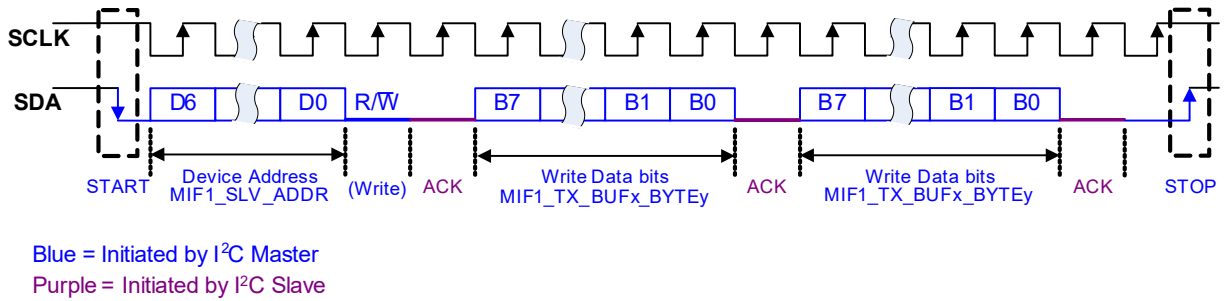 SCLK
SDA
D6 D0 R/W̅ B7 B1 B0 B7 B1 B0
START Device Address (Write) ACK Write Data bits ACK Write Data bits ACK STOP
MIF1_SLV_ADDR MIF1_TX_BUFx_BYTEy MIF1_TX_BUFx_BYTEy
Blue = Initiated by I²C Master
Purple = Initiated by I²C Slave